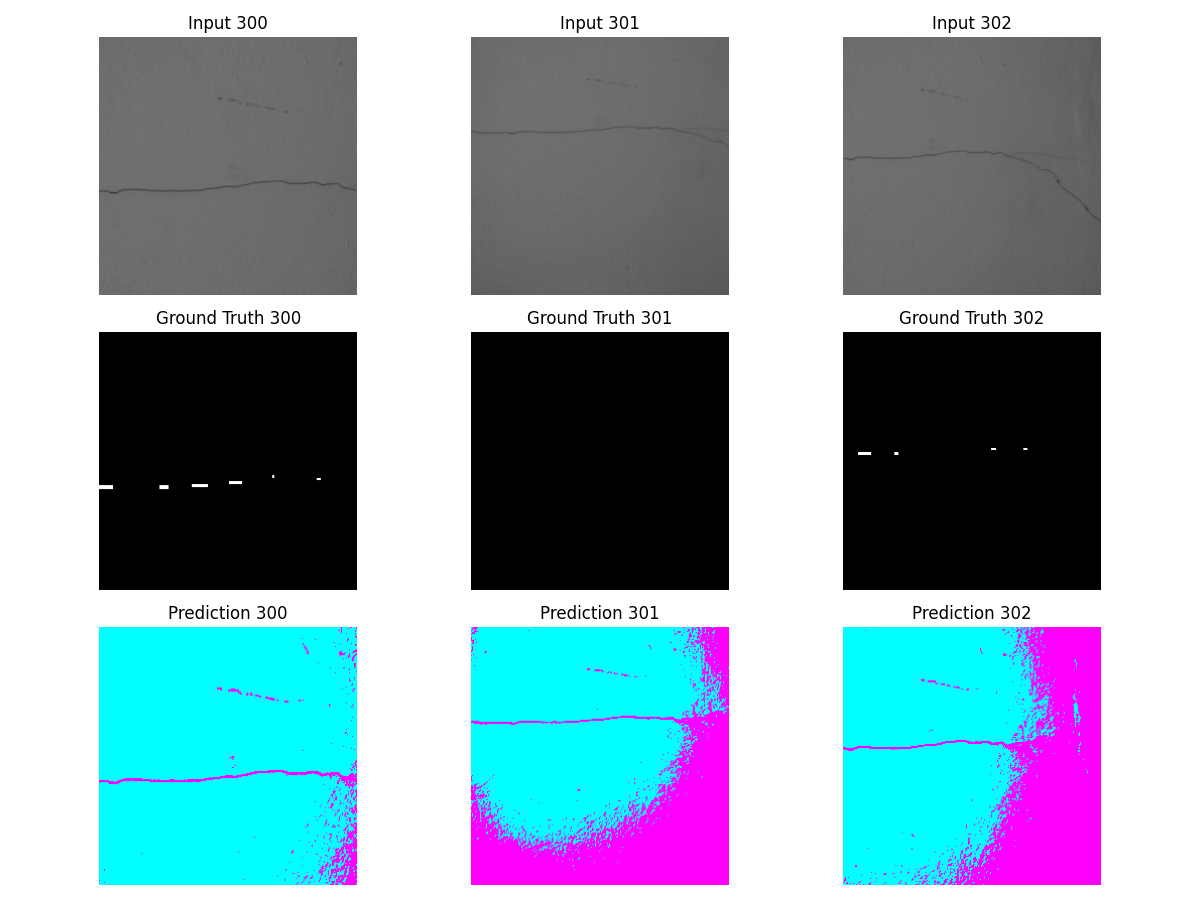 Input 300
Input 301
Input 302
Ground Truth 300
Ground Truth 301
Ground Truth 302
Prediction 300
Prediction 301
Prediction 302